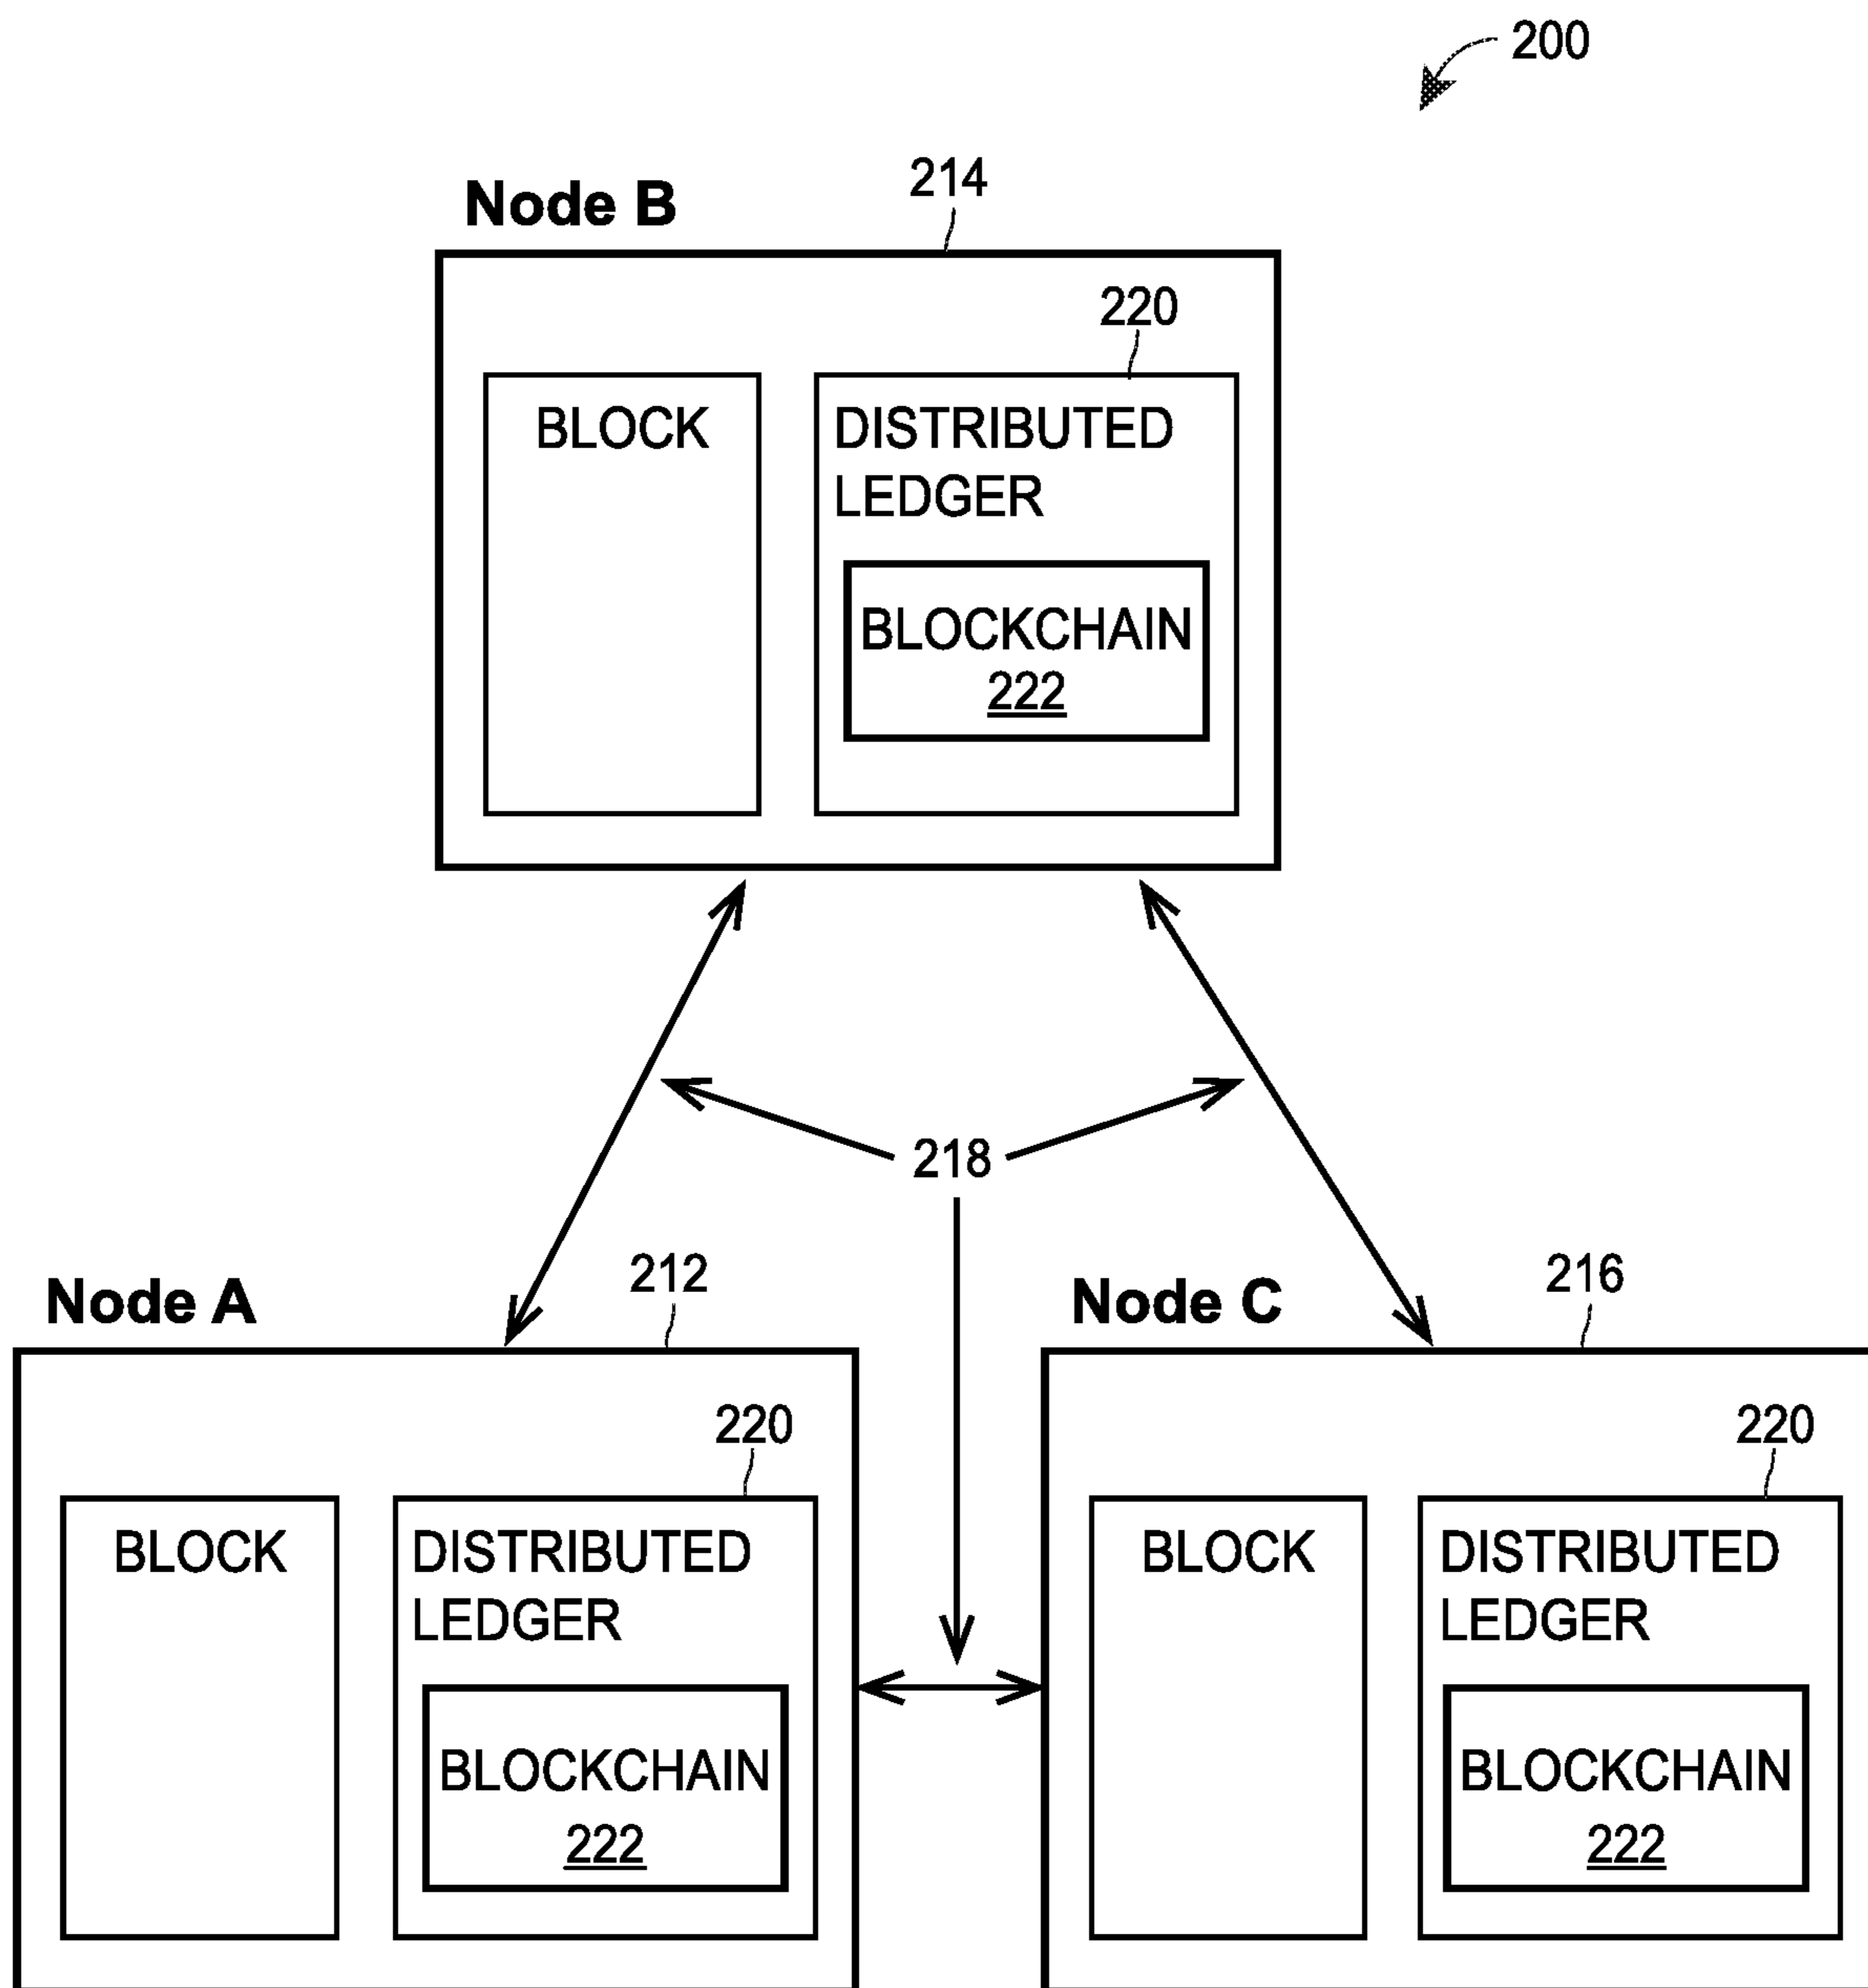 200
Node B
214
220
BLOCK
DISTRIBUTED
LEDGER
BLOCKCHAIN
222
218
Node A
212
220
BLOCK
DISTRIBUTED
LEDGER
BLOCKCHAIN
222
Node C
216
220
BLOCK
DISTRIBUTED
LEDGER
BLOCKCHAIN
222